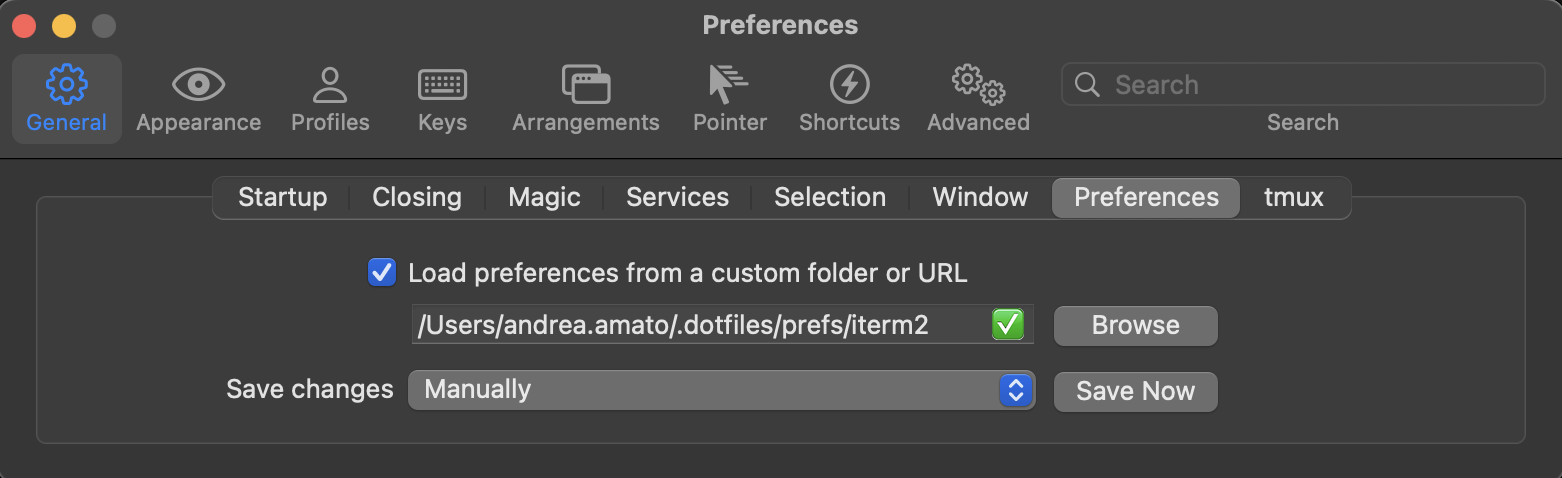 Preferences
General Appearance Profiles Keys Arrangements Pointer Shortcuts Advanced Search
Search
Startup Closing Magic Services Selection Window Preferences tmux
Load preferences from a custom folder or URL
/Users/andrea.amato/.dotfiles/prefs/iterm2 Browse
Save changes Manually Save Now